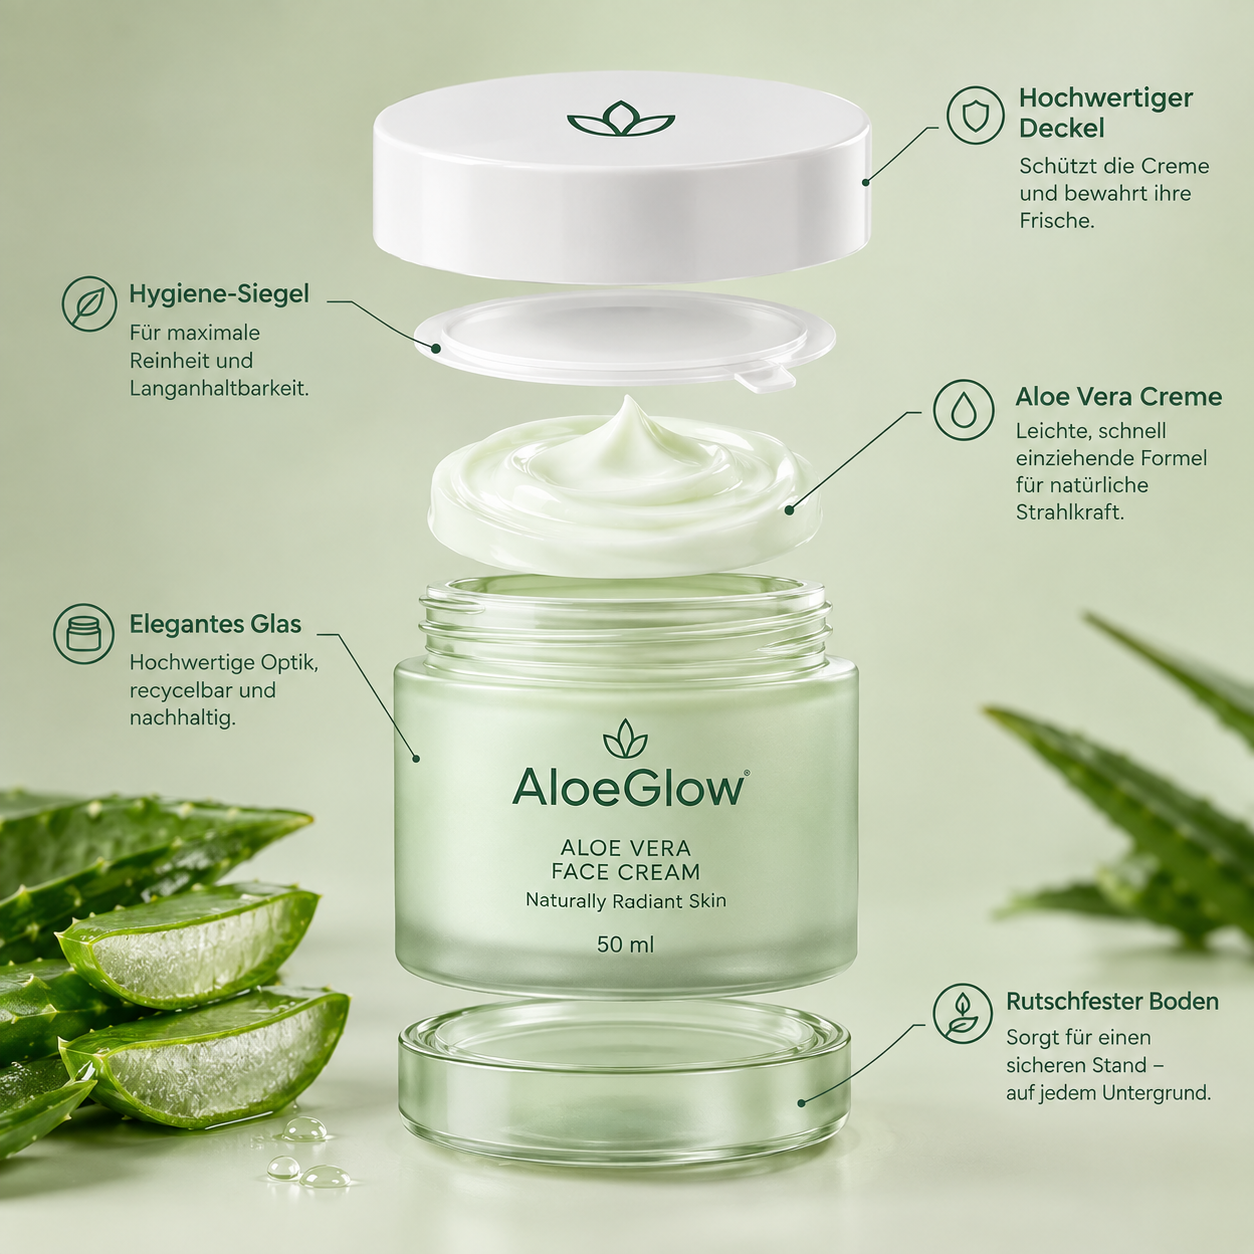 Hochwertiger
Deckel
Schützt die Creme
und bewahrt ihre
Frische.
Hygiene-Siegel
Für maximale
Reinheit und
Langanhaltbarkeit.
Aloe Vera Creme
Leichte, schnell
einziehende Formel
für natürliche
Strahlkraft.
Elegantes Glas
Hochwertige Optik,
recycelbar und
nachhaltig.
AloeGlow®
ALOE VERA
FACE CREAM
Naturally Radiant Skin
50 ml
Rutschfester Boden
Sorgt für einen
sicheren Stand –
auf jedem Untergrund.